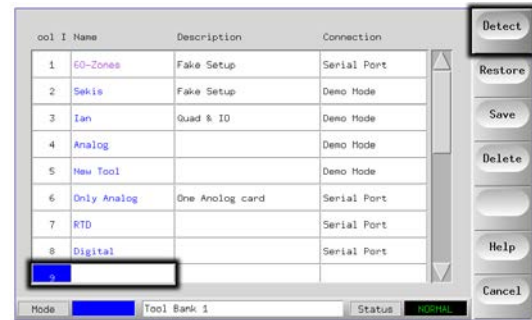 ool I Name Description Connection
1 60-Zones Fake Setup Serial Port
2 Sekis Fake Setup Demo Mode
3 Ian Quad & IO Demo Mode
4 Analog Demo Mode
5 New Tool Demo Mode
6 Only Analog One Anolog card Serial Port
7 RTD Serial Port
8 Digital Serial Port
9
Mode Tool Bank 1 Status NORMAL
Detect
Restore
Save
Delete
Help
Cancel